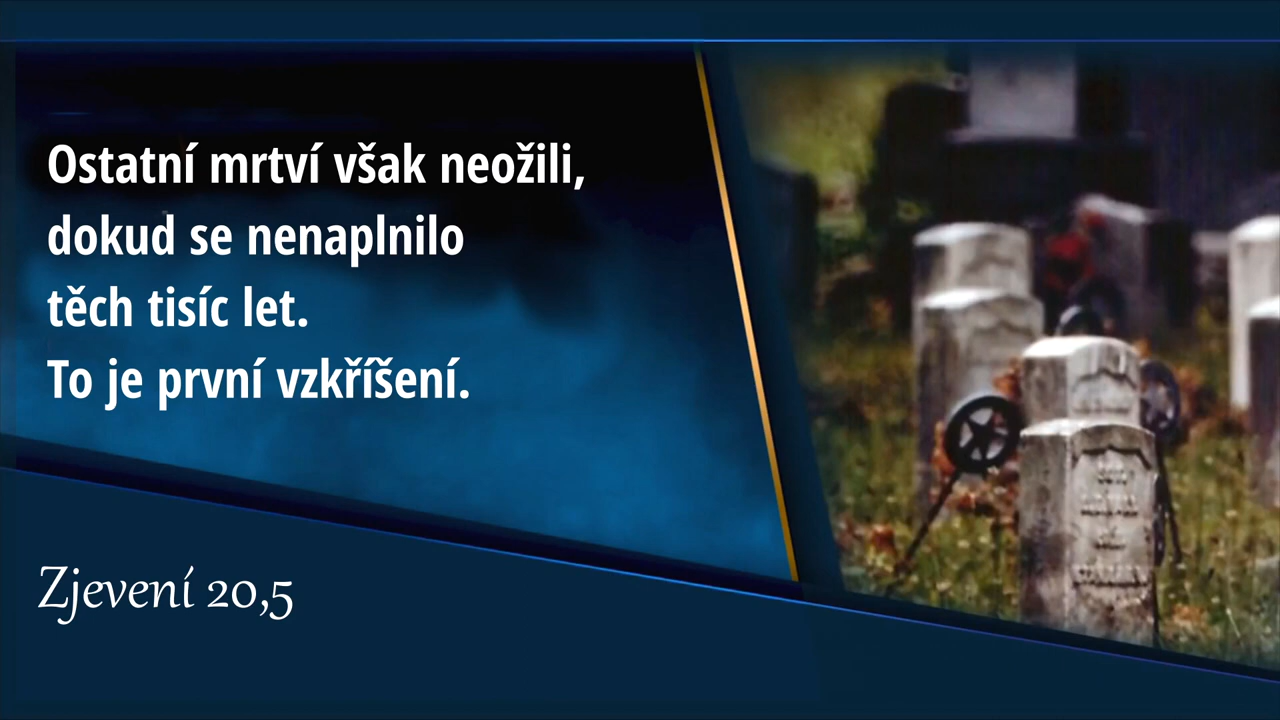 Ostatní mrtví však neožili,
dokud se nenaplnilo
těch tisíc let.
To je první vzkříšení.
Zjevení 20,5